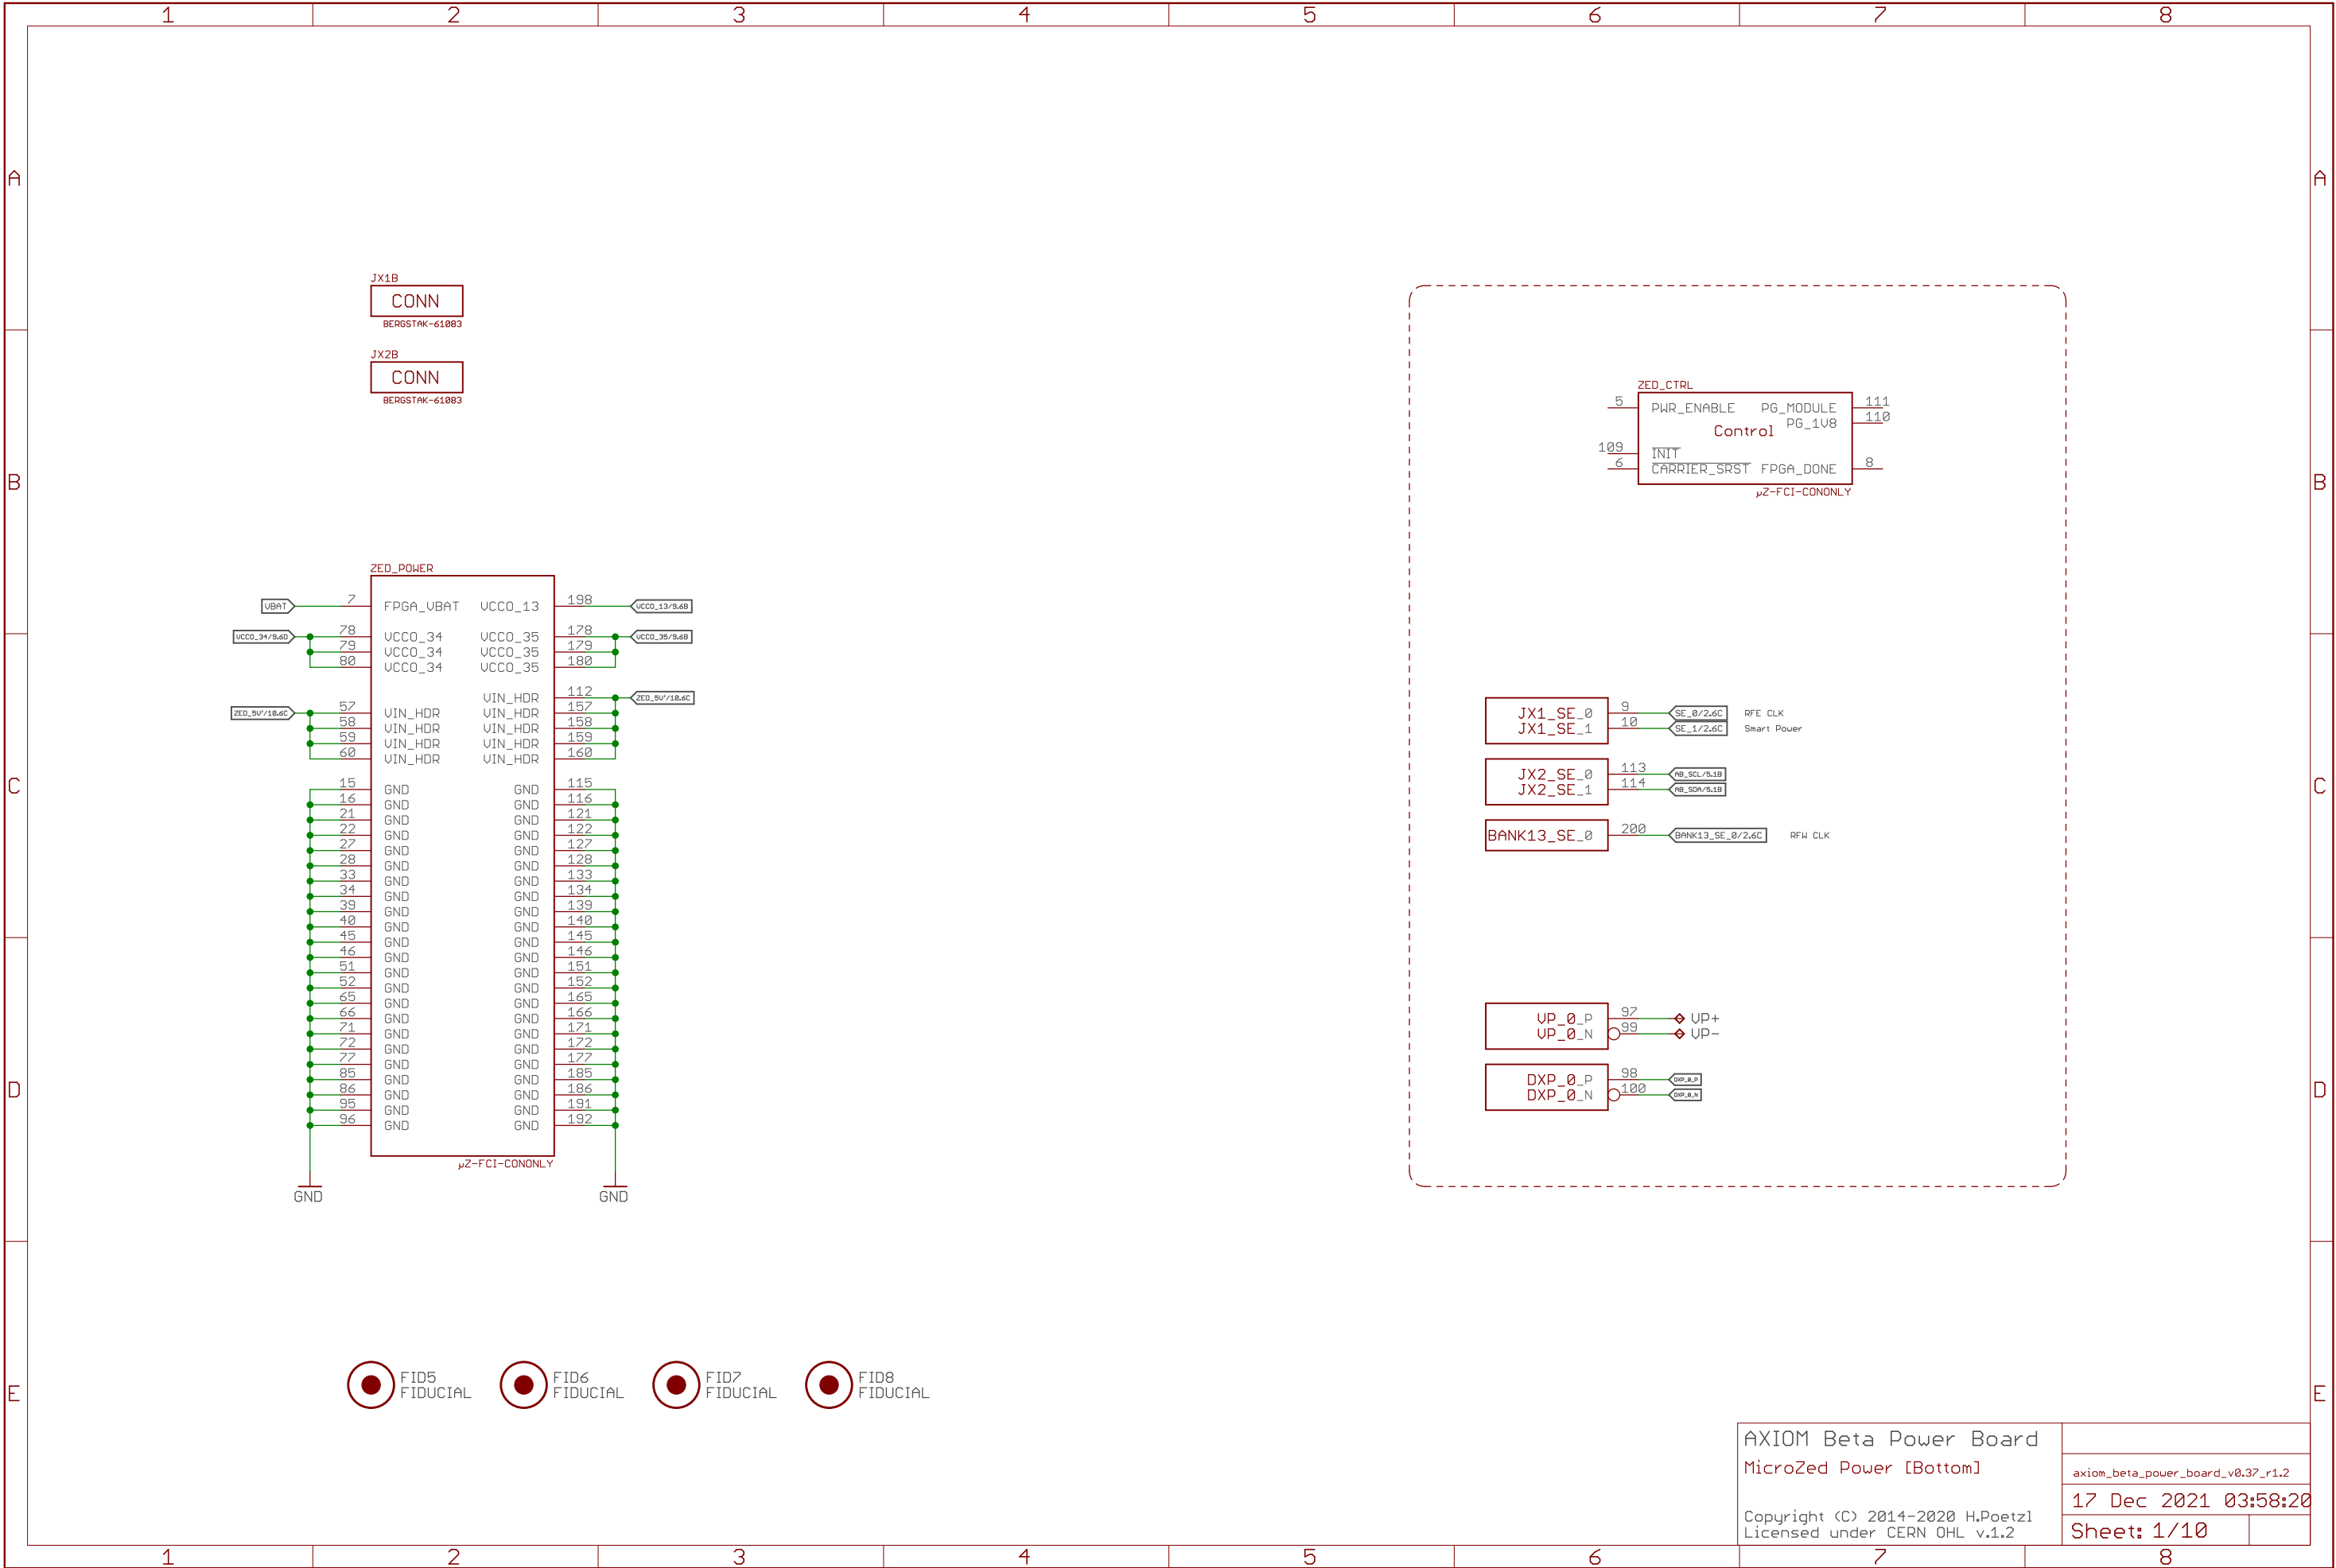 1 2 3 4 5 6 7 8
A A
B B
C C
D D
E E
JX1B
CONN
BERGSTAK-61083
JX2B
CONN
BERGSTAK-61083
ZED_POWER
VBAT 7 FPGA_VBAT VCCO_13 198 VCCO_13/9.6B
VCCO_34/9.6D 78 VCCO_34 VCCO_35 178 VCCO_35/9.6B
79 VCCO_34 VCCO_35 179
80 VCCO_34 VCCO_35 180
VIN_HDR 112 ZED_5V'/10.6C
ZED_5V'/10.6C 57 VIN_HDR VIN_HDR 157
58 VIN_HDR VIN_HDR 158
59 VIN_HDR VIN_HDR 159
60 VIN_HDR VIN_HDR 160
15 GND GND 115
16 GND GND 116
21 GND GND 121
22 GND GND 122
27 GND GND 127
28 GND GND 128
33 GND GND 133
34 GND GND 134
39 GND GND 139
40 GND GND 140
45 GND GND 145
46 GND GND 146
51 GND GND 151
52 GND GND 152
65 GND GND 165
66 GND GND 166
71 GND GND 171
72 GND GND 172
77 GND GND 177
85 GND GND 185
86 GND GND 186
95 GND GND 191
96 GND GND 192
µZ-FCI-CONONLY
GND GND
ZED_CTRL
5 PWR_ENABLE PG_MODULE 111
PG_1V8 110
Control
109 INIT
6 CARRIER_SRST FPGA_DONE 8
µZ-FCI-CONONLY
JX1_SE_0 9 SE_0/2.6C RFE CLK
JX1_SE_1 10 SE_1/2.6C Smart Power
JX2_SE_0 113 AB_SCL/5.1B
JX2_SE_1 114 AB_SDA/5.1B
BANK13_SE_0 200 BANK13_SE_0/2.6C RFW CLK
VP_0_P 97 VP+
VP_0_N 99 VP-
DXP_0_P 98 DXP_0_P
DXP_0_N 100 DXP_0_N
FID5 FIDUCIAL
FID6 FIDUCIAL
FID7 FIDUCIAL
FID8 FIDUCIAL
AXIOM Beta Power Board
MicroZed Power [Bottom]
Copyright (C) 2014-2020 H.Poetzl
Licensed under CERN OHL v.1.2
axiom_beta_power_board_v0.37_r1.2
17 Dec 2021 03:58:20
Sheet: 1/10
1 2 3 4 5 6 7 8